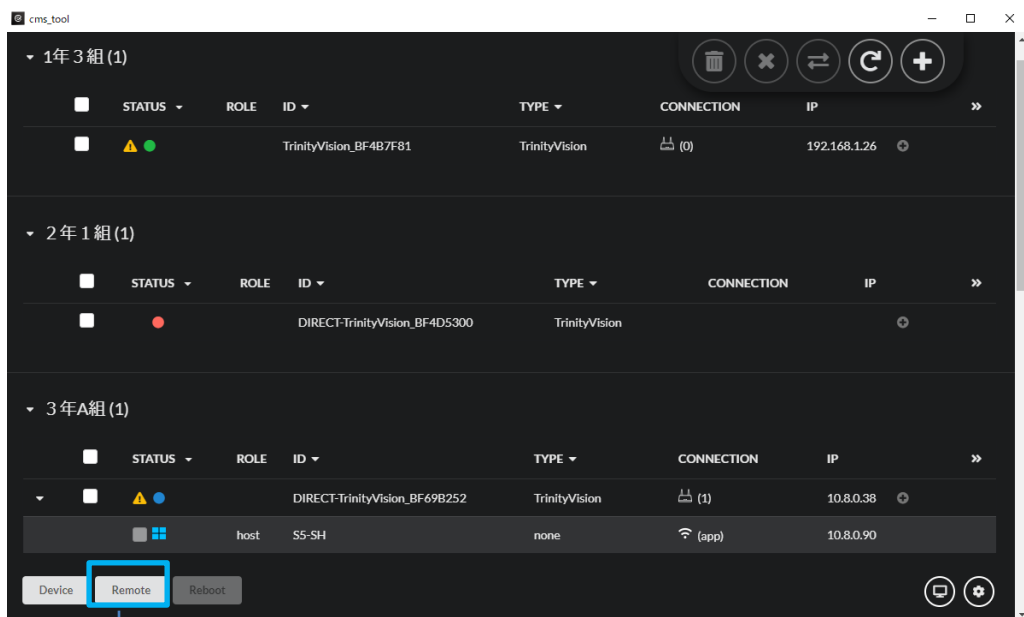 cms_tool
1年３組(1)
STATUS ROLE ID TYPE CONNECTION IP
TrinityVision_BF4B7F81 TrinityVision (0) 192.168.1.26
２年１組(1)
STATUS ROLE ID TYPE CONNECTION IP
DIRECT-TrinityVision_BF4D5300 TrinityVision
３年A組(1)
STATUS ROLE ID TYPE CONNECTION IP
DIRECT-TrinityVision_BF69B252 TrinityVision (1) 10.8.0.38
host S5-SH none (app) 10.8.0.90
Device Remote Reboot